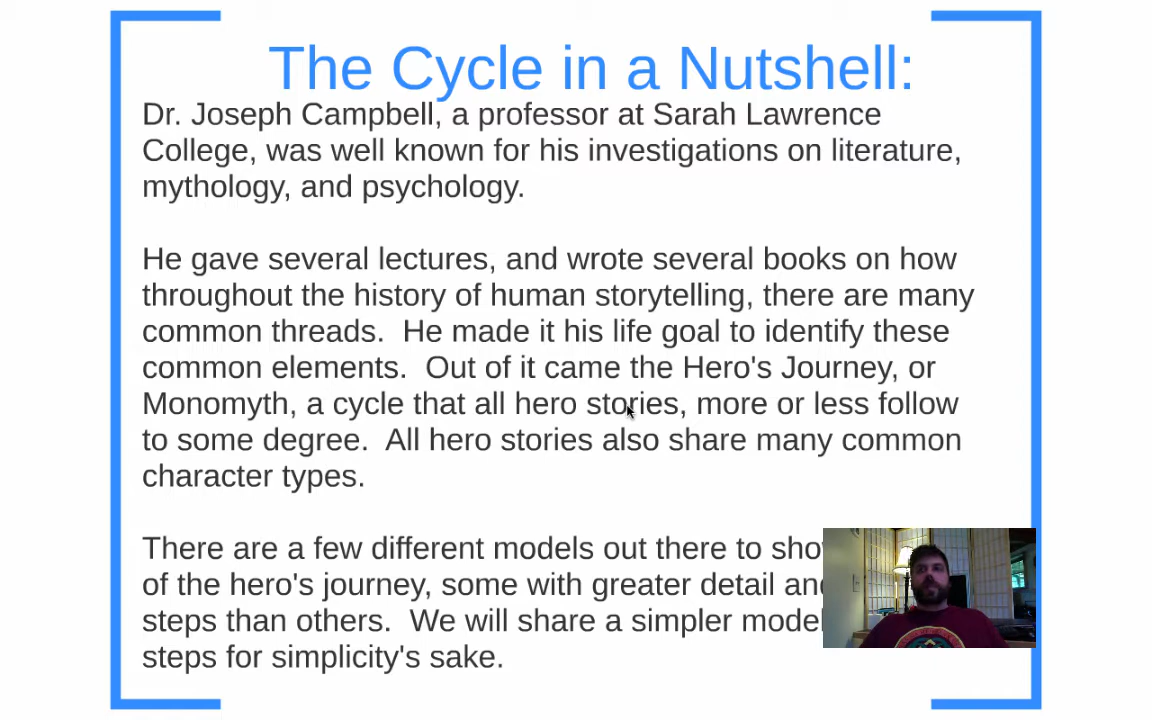 The Cycle in a Nutshell:
Dr. Joseph Campbell, a professor at Sarah Lawrence
College, was well known for his investigations on literature,
mythology, and psychology.
He gave several lectures, and wrote several books on how
throughout the history of human storytelling, there are many
common threads.  He made it his life goal to identify these
common elements.  Out of it came the Hero's Journey, or
Monomyth, a cycle that all hero stories, more or less follow
to some degree.  All hero stories also share many common
character types.
There are a few different models out there to
of the hero's journey, some with greater detail
steps than others.  We will share a simpler
steps for simplicity's sake.